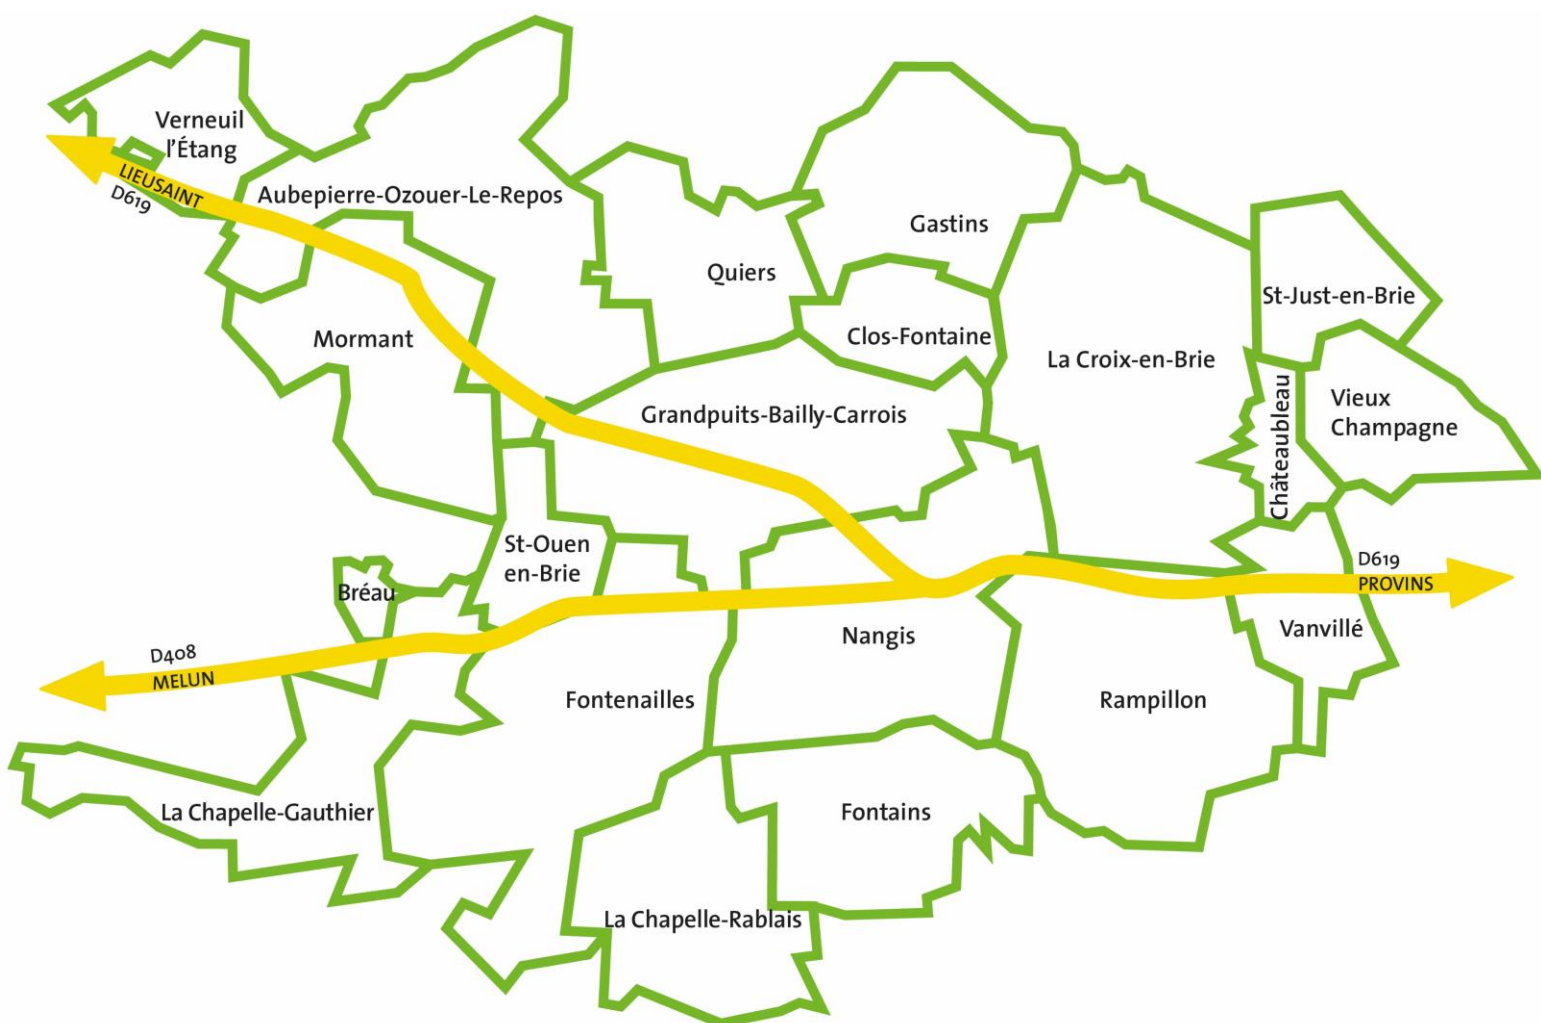 Verneuil
l'Étang
LIEUSAINT
D619
Aubepierre-Ozouer-Le-Repos
Gastins
Quiers
St-Just-en-Brie
Mormant
Clos-Fontaine
La Croix-en-Brie
Grandpuits-Bailly-Carrois
Châteaubleau
Vieux
Champagne
St-Ouen
en-Brie
Bréau
D619
PROVINS
Nangis
Vanvillé
D408
MELUN
Fontenailles
Rampillon
La Chapelle-Gauthier
Fontains
La Chapelle-Rablais